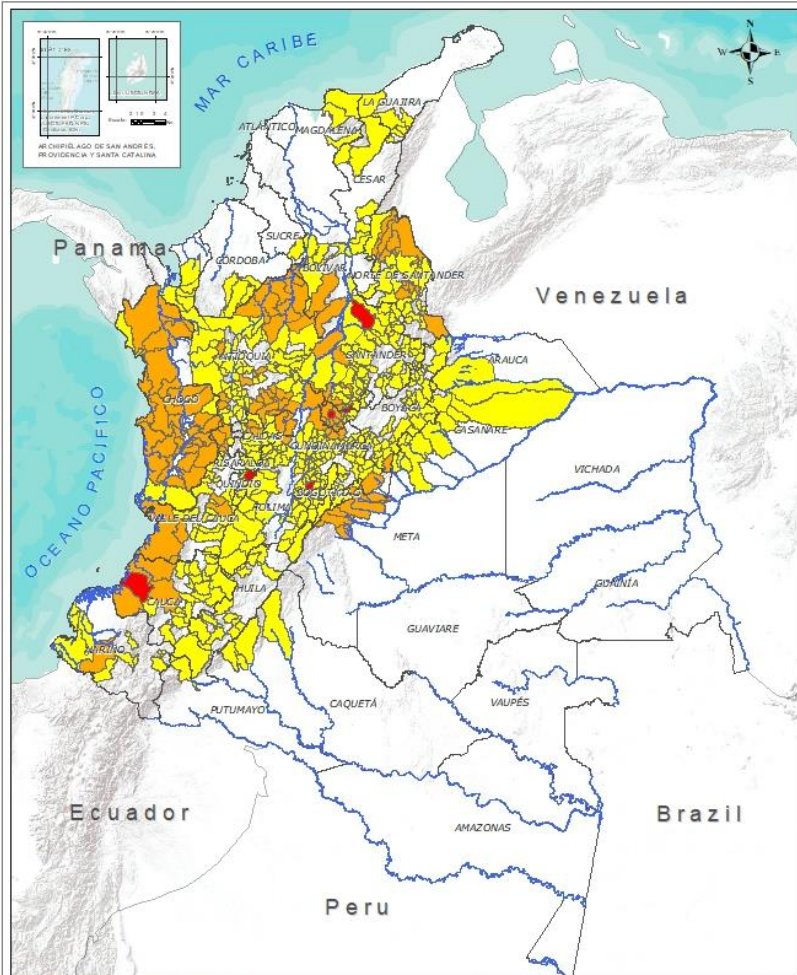 MAR CARIBE
N
W
E
S
ARCHIPIÉLAGO DE SAN ANDRÉS,
PROVIDENCIA Y SANTA CATALINA
LA GUAJIRA
ATLÁNTICO
MAGDALENA
CESAR
SUCRE
Panama
CÓRDOBA
BOLÍVAR
NORTE DE SANTANDER
Venezuela
ANTIOQUIA
SANTANDER
ARAUCA
OCEANO PACIFICO
CHOCÓ
BOYACÁ
CALDAS
CASANARE
CUNDINAMARCA
RISARALDA
VICHADA
QUINDÍO
TOLIMA
VALLE DEL CAUCA
META
HUILA
GUAINÍA
CAUCA
GUAVIARE
NARIÑO
CAQUETÁ
VAUPÉS
PUTUMAYO
Ecuador
Brazil
AMAZONAS
Peru